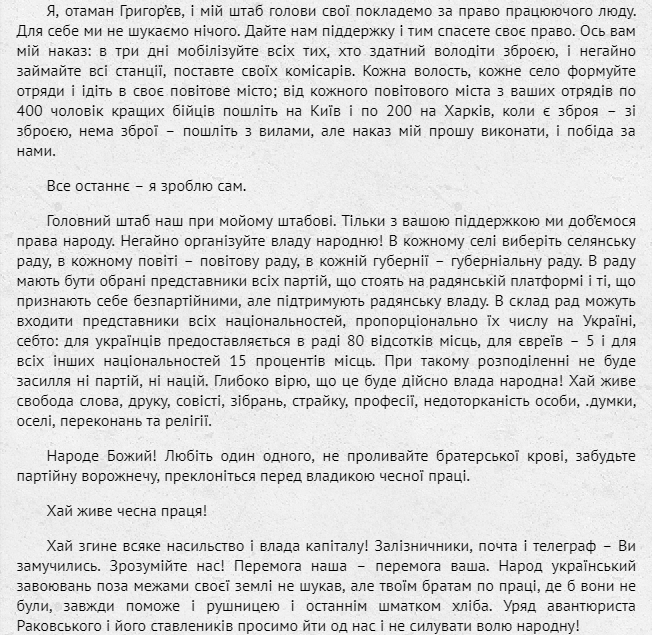 Я, отаман Григор’єв, і мій штаб голови свої покладемо за право працюючого люду.
Для себе ми не шукаємо нічого. Дайте нам піддержку і тим спасете своє право. Ось вам
мій наказ: в три дні мобілізуйте всіх тих, хто здатний володіти зброєю, і негайно
займайте всі станції, поставте своїх комісарів. Кожна волость, кожне село формуйте
отряди і ідіть в своє повітове місто; від кожного повітового міста з ваших отрядів по
400 чоловік кращих бійців пошліть на Київ і по 200 на Харків, коли є зброя – зі
зброєю, нема зброї – пошліть з вилами, але наказ мій прошу виконати, і побіда за
нами.
Все останнє – я зроблю сам.
Головний штаб наш при мойому штабові. Тільки з вашою піддержкою ми доб’ємося
права народу. Негайно організуйте владу народню! В кожному селі виберіть селянську
раду, в кожному повіті – повітову раду, в кожній губернії – губерніальну раду. В раду
мають бути обрані представники всіх партій, що стоять на радянській платформі і ті, що
признають себе безпартійними, але підтримують радянську владу. В склад рад можуть
входити представники всіх національностей, пропорціонально їх числу на Україні,
себто: для українців предоставляється в раді 80 відсотків місць, для євреїв – 5 і для
всіх інших національностей 15 процентів місць. При такому розподіленні не буде
засилля ні партій, ні націй. Глибоко вірю, що це буде дійсно влада народна! Хай живе
свобода слова, друку, совісті, зібрань, страйку, професії, недоторканість особи, .думки,
оселі, переконань та релігії.
Народе Божий! Любіть один одного, не проливайте братерської крові, забудьте
партійну ворожнечу, преклоніться перед владикою чесної праці.
Хай живе чесна праця!
Хай згине всяке насильство і влада капіталу! Залізничники, почта і телеграф – Ви
замучились. Зрозумійте нас! Перемога наша – перемога ваша. Народ український
завоювань поза межами своєї землі не шукав, але твоїм братам по праці, де б вони не
були, завжди поможе і рушницею і останнім шматком хліба. Уряд авантюриста
Раковського і його ставлеників просимо йти од нас і не силувати волю народну!